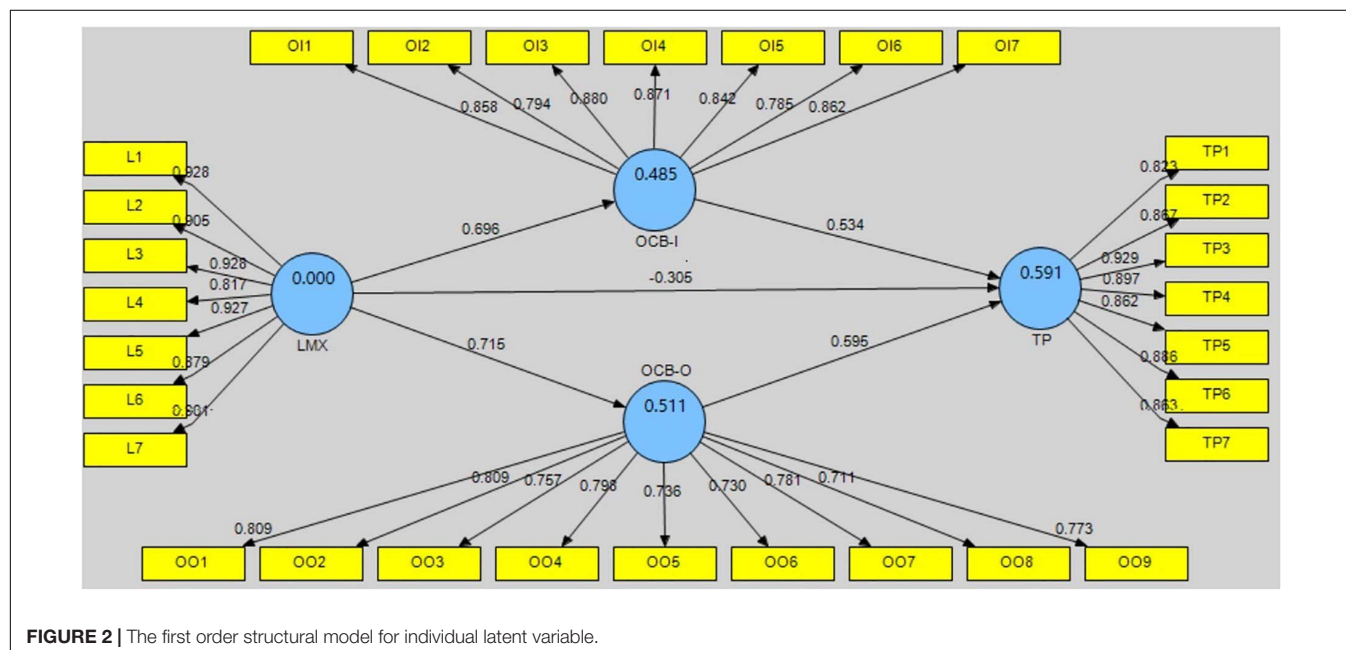 OI1 OI2 OI3 OI4 OI5 OI6 OI7
0.858 0.794 0.880 0.871 0.842 0.785 0.862
L1
L2
L3
L4
L5
L6
L7
0.928
0.905
0.928
0.817
0.927
0.879
0.000
LMX
0.696
-0.305
0.715
0.485
OCB-I
0.534
0.595
OCB-O
0.511
0.591
TP
0.823
0.867
0.929
0.897
0.862
0.886
0.863
TP1
TP2
TP3
TP4
TP5
TP6
TP7
0.809 0.809 0.757 0.798 0.736 0.730 0.781 0.711 0.773
OO1 OO2 OO3 OO4 OO5 OO6 OO7 OO8 OO9
FIGURE 2 | The first order structural model for individual latent variable.